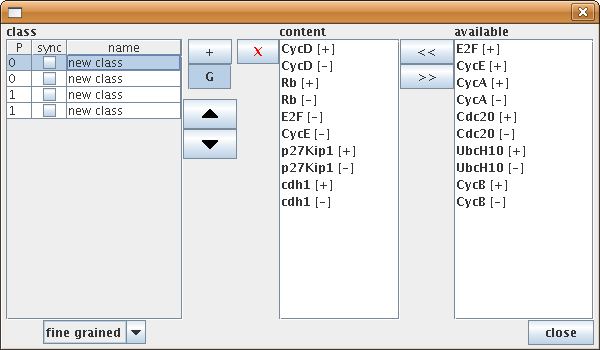 class content available
P sync name
0 new class
0 new class
1 new class
1 new class
+
G
X
CycD [+]
CycD [–]
Rb [+]
Rb [–]
E2F [–]
CycE [–]
p27Kip1 [+]
p27Kip1 [–]
cdh1 [+]
cdh1 [–]
<<
>>
E2F [+]
CycE [+]
CycA [+]
CycA [–]
Cdc20 [+]
Cdc20 [–]
UbcH10 [+]
UbcH10 [–]
CycB [+]
CycB [–]
fine grained
close